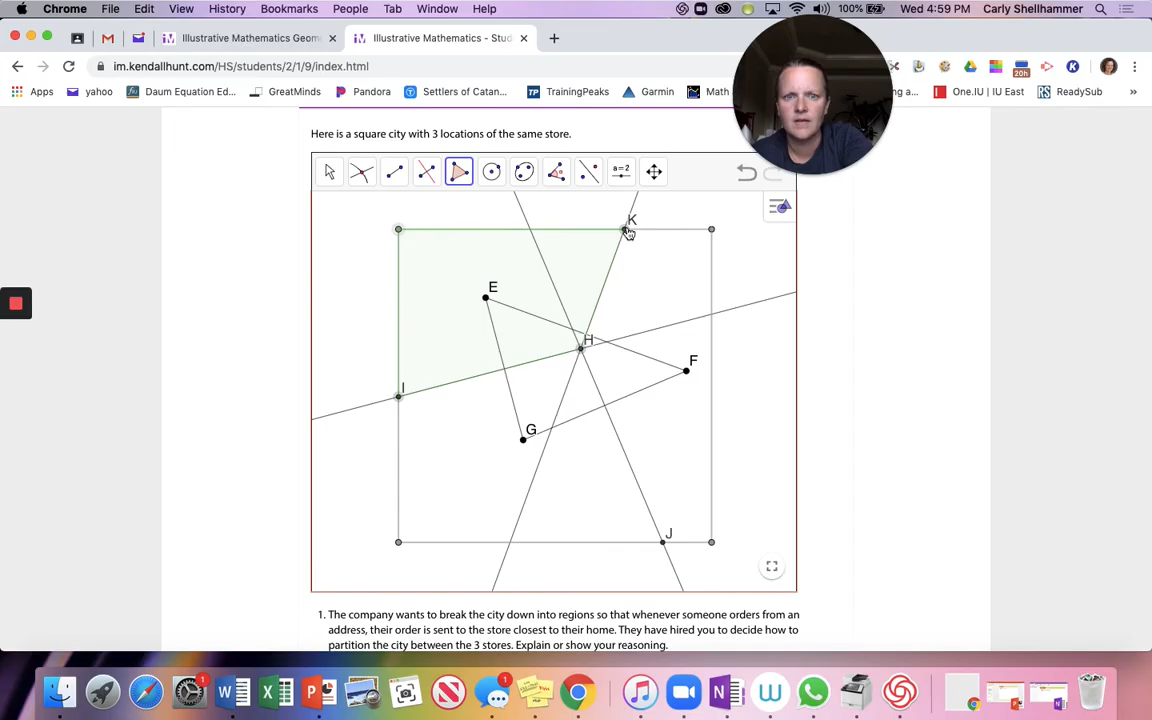 Chrome File Edit View History Bookmarks People Tab Window Help 100% Wed 4:59 PM Carly Shellhammer
Illustrative Mathematics Geom
Illustrative Mathematics - Stud
im.kendallhunt.com/HS/students/2/1/9/index.html
20h
Apps yahoo Daum Equation Ed... GreatMinds Pandora Settlers of Catan... TrainingPeaks Garmin Math ng a... One.IU | IU East ReadySub
Here is a square city with 3 locations of the same store.
a=2
K
E
H
F
I
G
J
1. The company wants to break the city down into regions so that whenever someone orders from an
address, their order is sent to the store closest to their home. They have hired you to decide how to
partition the city between the 3 stores. Explain or show your reasoning.
1
1